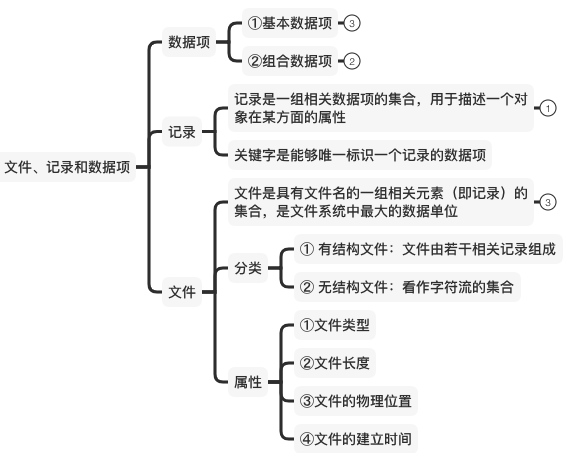 ①基本数据项 3
数据项
②组合数据项 2
记录是一组相关数据项的集合，用于描述一个对
象在某方面的属性 1
记录
关键字是能够唯一标识一个记录的数据项
文件、记录和数据项
文件是具有文件名的一组相关元素（即记录）的
集合，是文件系统中最大的数据单位 3
① 有结构文件：文件由若干相关记录组成
分类
② 无结构文件：看作字符流的集合
文件
①文件类型
②文件长度
属性
③文件的物理位置
④文件的建立时间